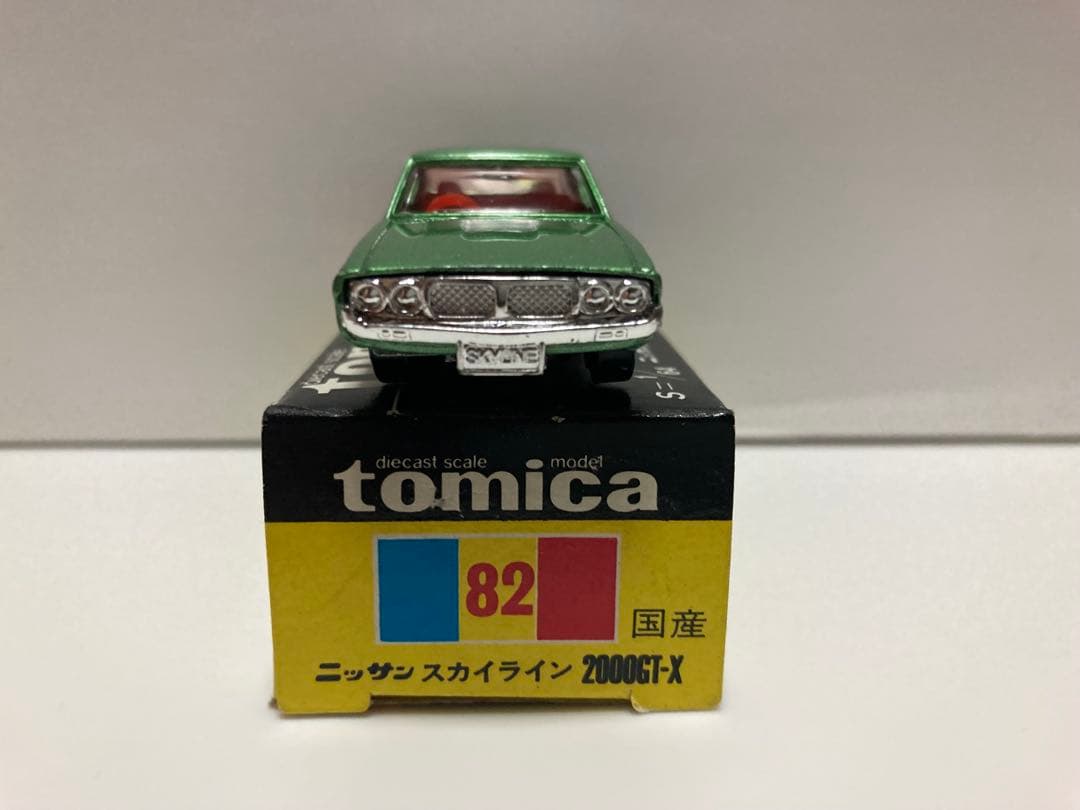 SKYLINE
S=1/
diecast scale model
tomica
82
国産
ニッサン スカイライン 2000GT-X